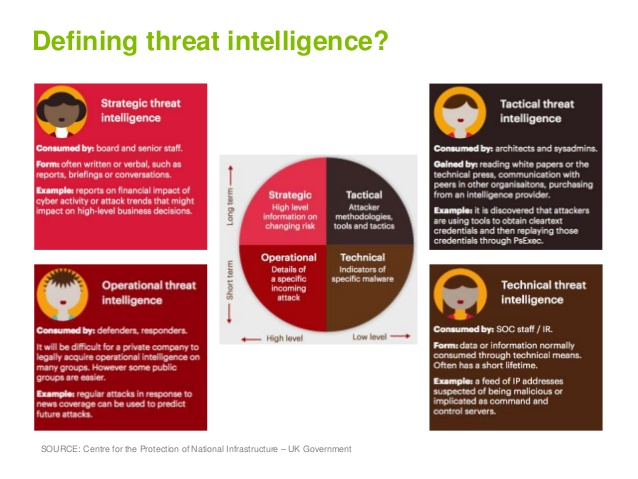 Defining threat intelligence?
Strategic threat
intelligence
Consumed by: board and senior staff.
Form: often written or verbal, such as
reports, briefings or conversations.
Example: reports on financial impact of
cyber activity or attack trends that might
impact on high-level business decisions.
Tactical threat
intelligence
Consumed by: architects and sysadmins.
Gained by: reading white papers or the
technical press, communication with
peers in other organisaitons, purchasing
from an intelligence provider.
Example: it is discovered that attackers
are using tools to obtain cleartext
credentials and then replaying those
credentials through PsExec.
Long term
Short term
Strategic
High level
information on
changing risk
Tactical
Attacker
methodologies,
tools and tactics
Operational
Details of
a specific
incoming
attack
Technical
Indicators of
specific malware
High level
Low level
Operational threat
intelligence
Consumed by: defenders, responders.
It will be difficult for a private company to
legally acquire operational intelligence on
many groups. However some public
groups are easier.
Example: regular attacks in response to
news coverage can be used to predict
future attacks.
Technical threat
intelligence
Consumed by: SOC staff / IR.
Form: data or information normally
consumed through technical means.
Often has a short lifetime.
Example: a feed of IP addresses
suspected of being malicious or
implicated as command and
control servers.
SOURCE: Centre for the Protection of National Infrastructure – UK Government